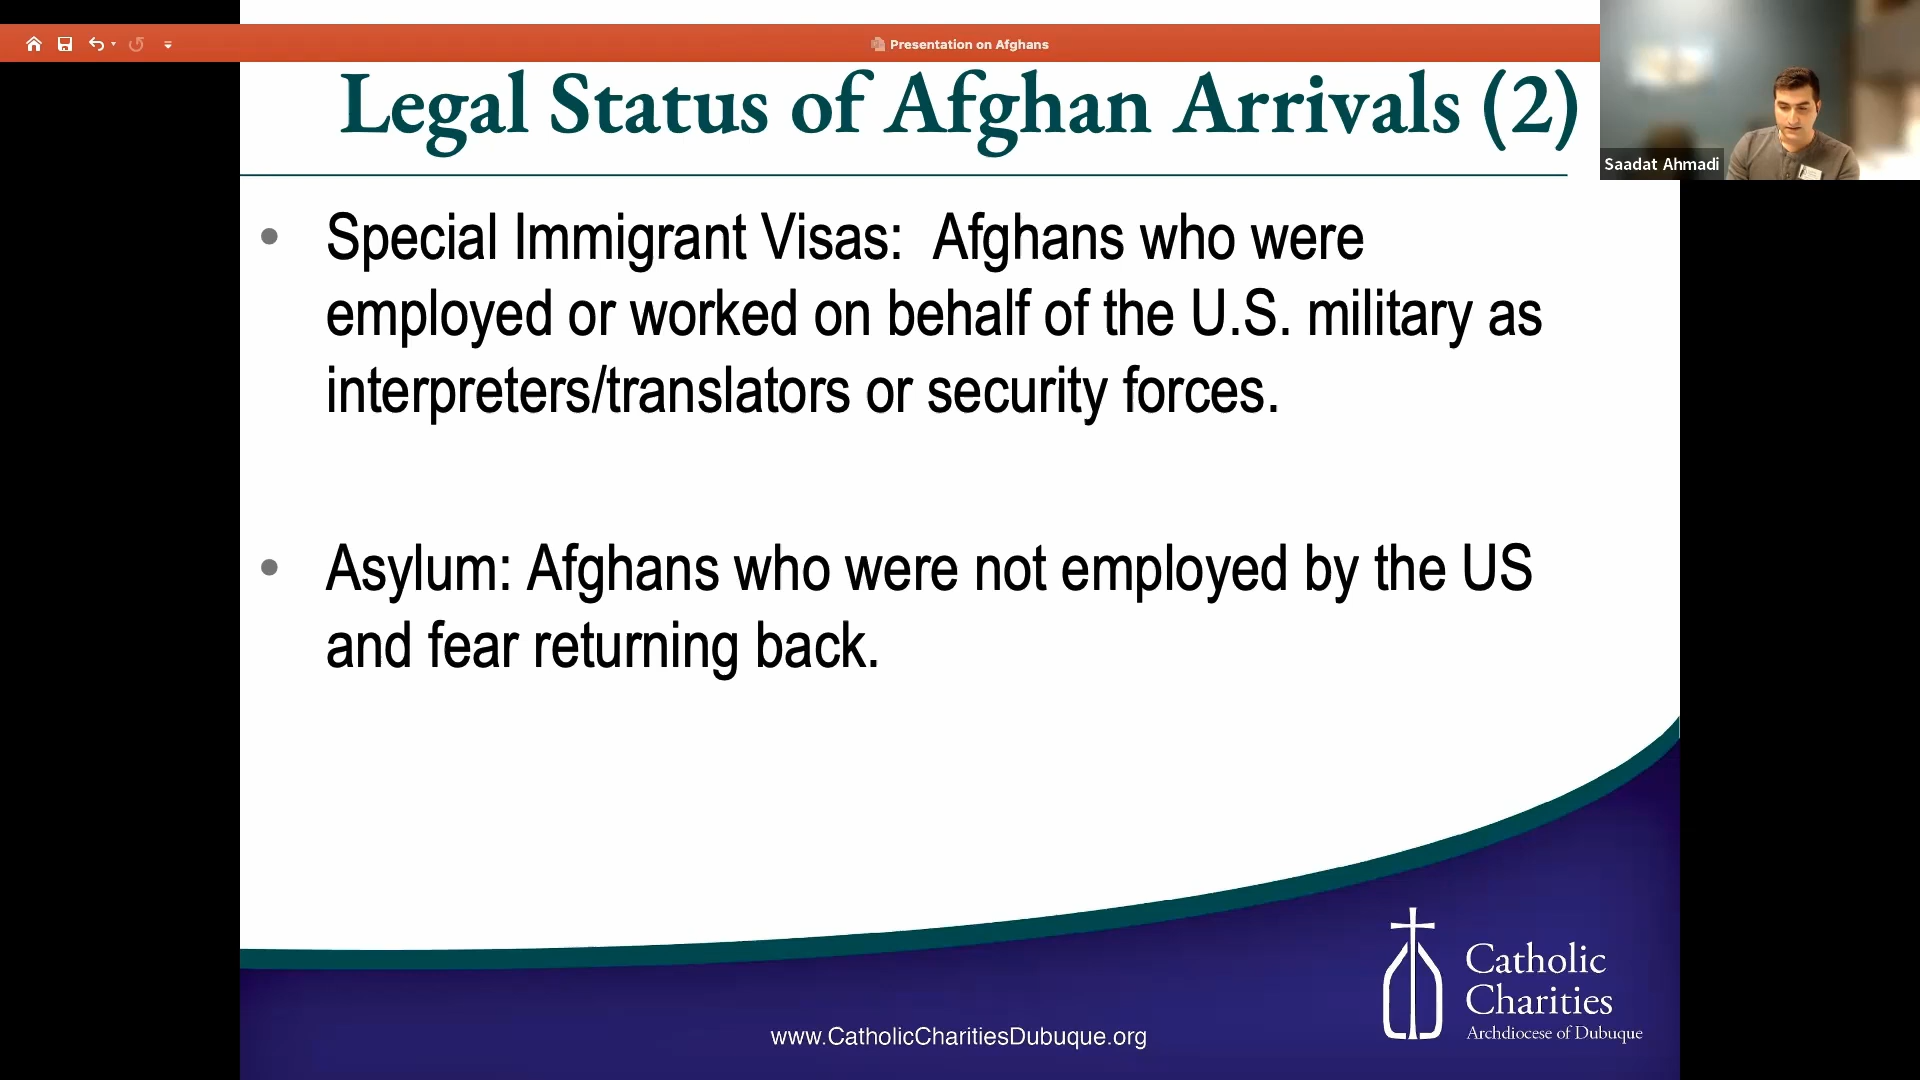 Presentation on Afghans
Legal Status of Afghan Arrivals (2)
Saadat Ahmadi
• Special Immigrant Visas:  Afghans who were
employed or worked on behalf of the U.S. military as
interpreters/translators or security forces.
• Asylum: Afghans who were not employed by the US
and fear returning back.
Catholic
Charities
Archdiocese of Dubuque
www.CatholicCharitiesDubuque.org